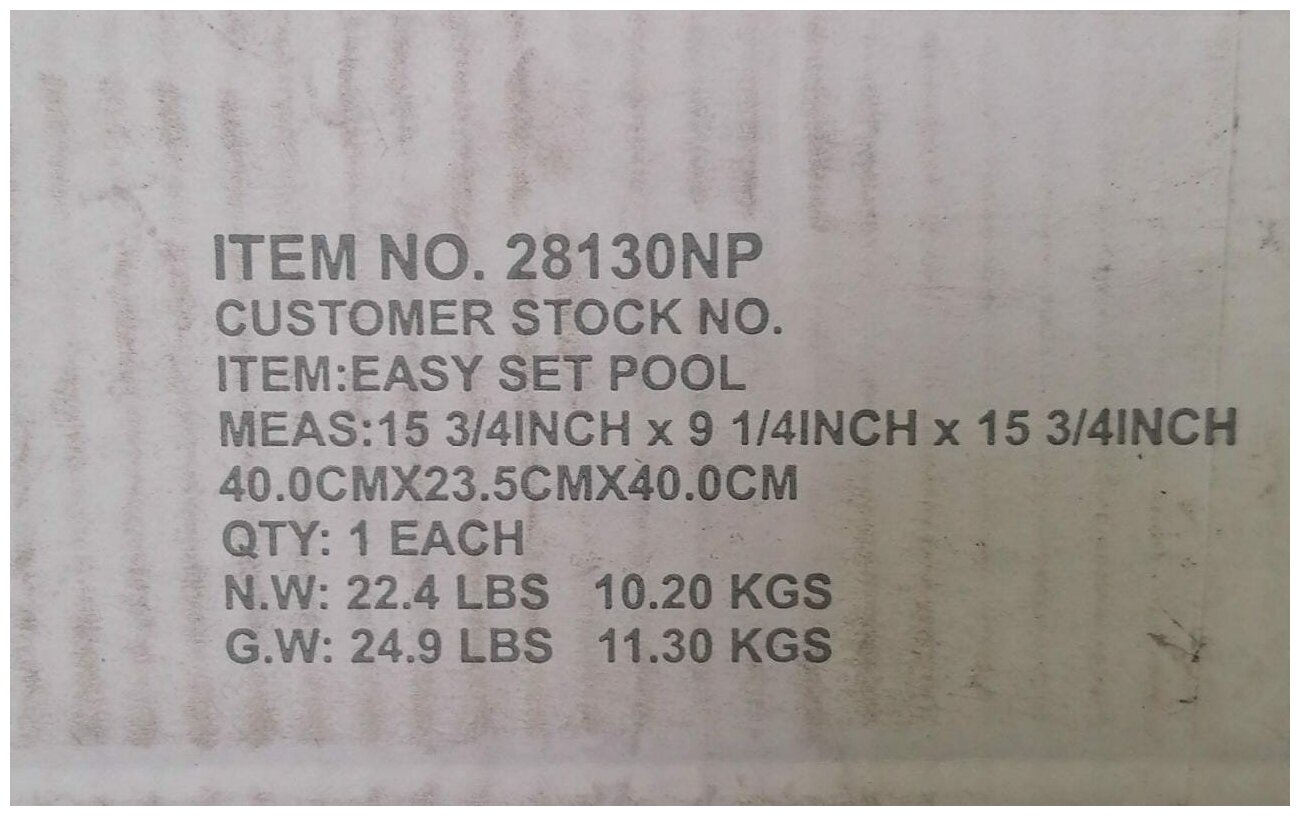 ITEM NO. 28130NP
CUSTOMER STOCK NO.
ITEM:EASY SET POOL
MEAS:15 3/4INCH x 9 1/4INCH x 15 3/4INCH
40.0CMX23.5CMX40.0CM
QTY: 1 EACH
N.W: 22.4 LBS 10.20 KGS
G.W: 24.9 LBS 11.30 KGS